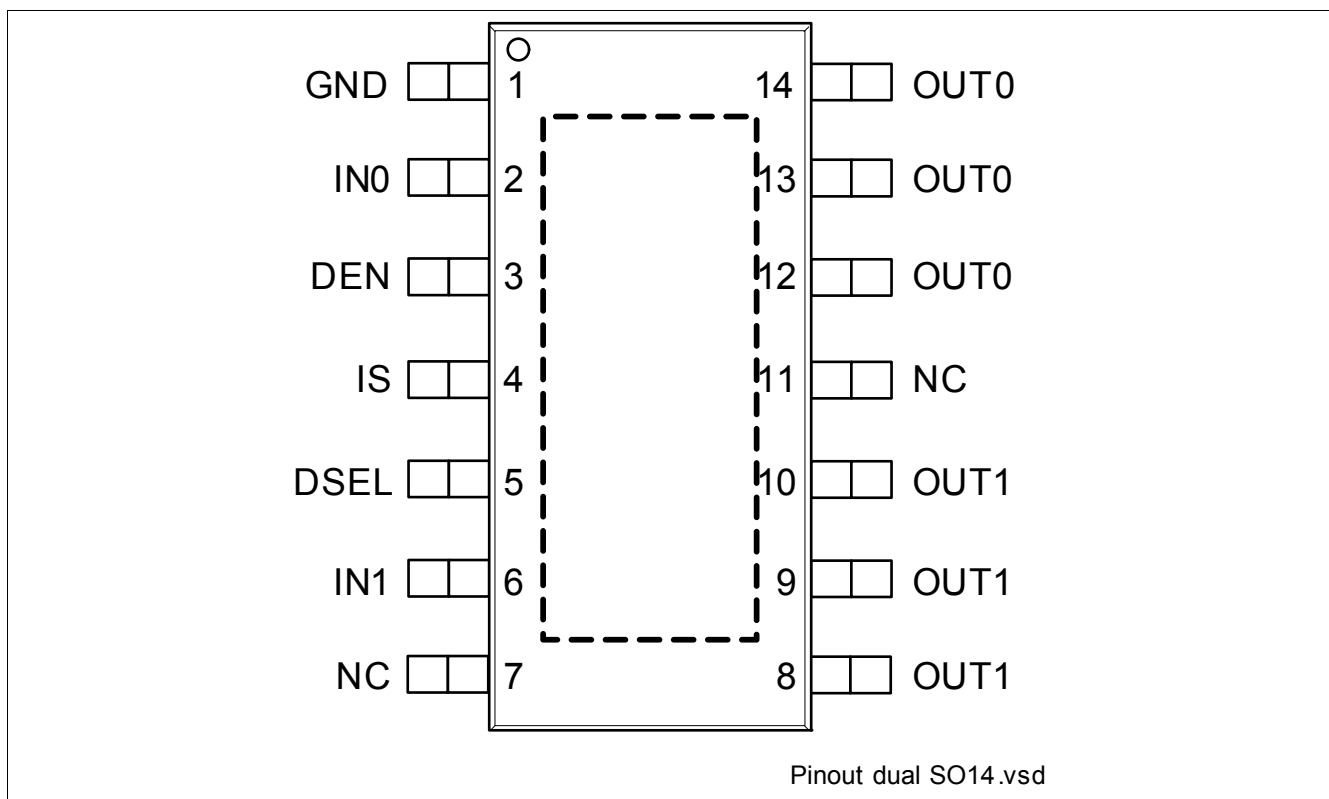 GND 1 14 OUT0
IN0 2 13 OUT0
DEN 3 12 OUT0
IS 4 11 NC
DSEL 5 10 OUT1
IN1 6 9 OUT1
NC 7 8 OUT1
Pinout dual SO14.vsd